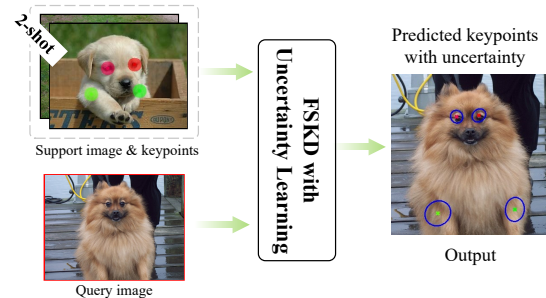 2-shot
Support image & keypoints
Query image
FSKD with
Uncertainty Learning
Predicted keypoints
with uncertainty
Output